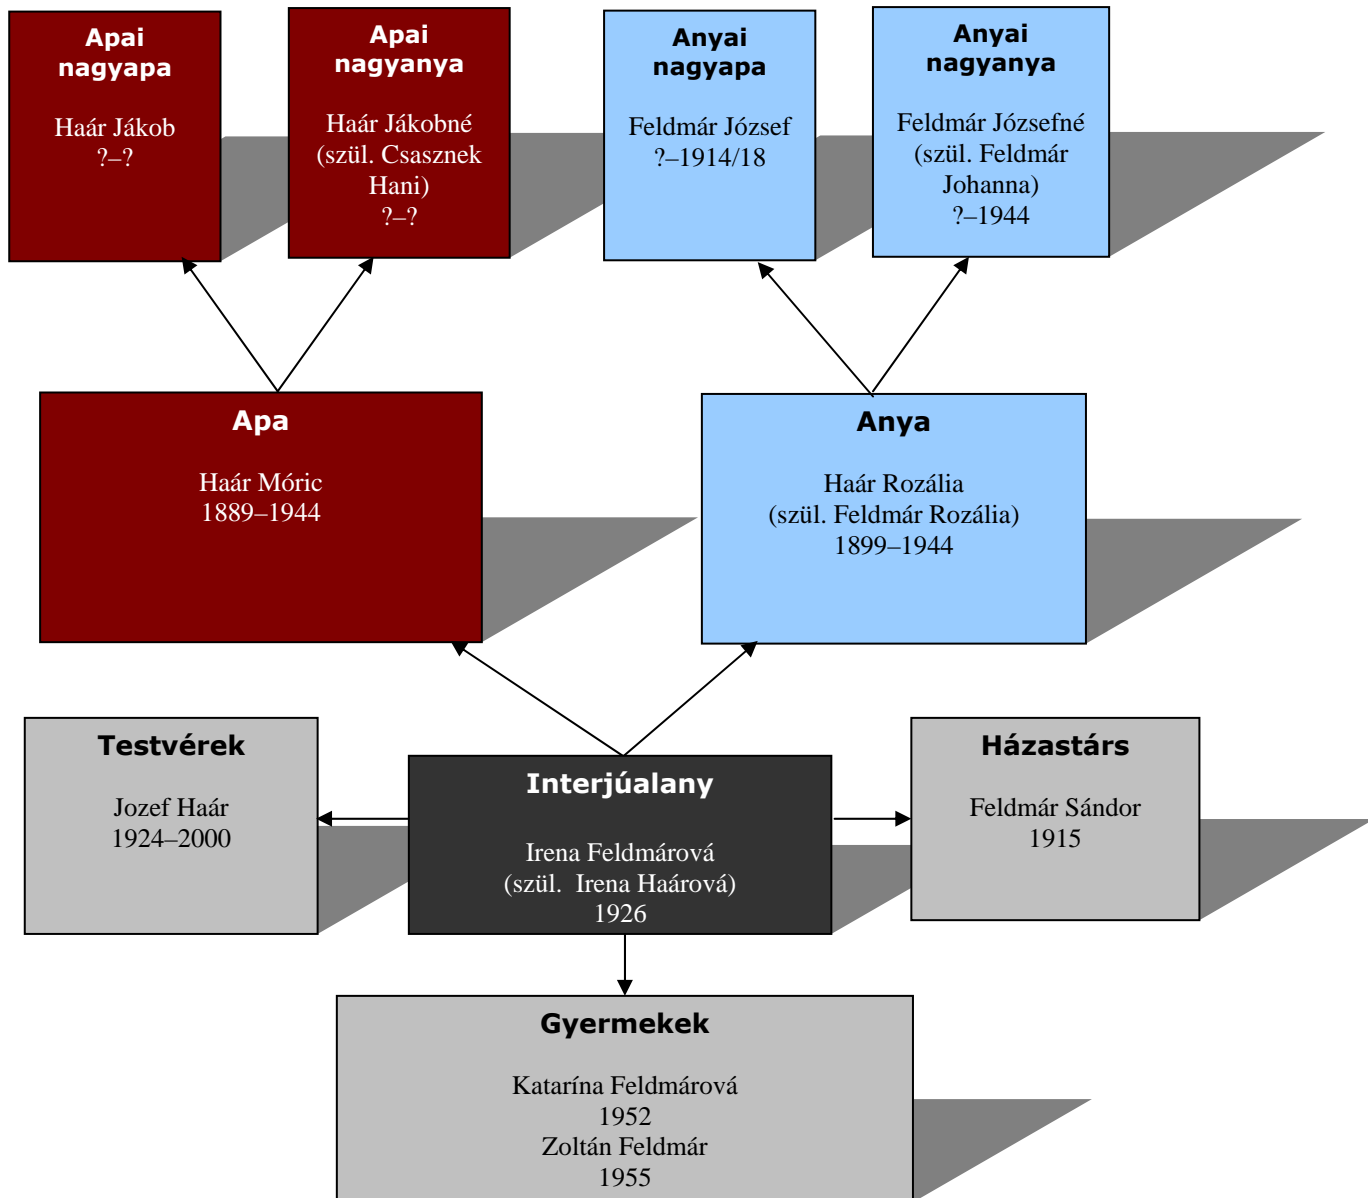 Apai
nagyapa
Haár Jákob
?–?
Apai
nagyanya
Haár Jákobné
(szül. Csasznek
Hani)
?–?
Anyai
nagyapa
Feldmár József
?–1914/18
Anyai
nagyanya
Feldmár Józsefné
(szül. Feldmár
Johanna)
?–1944
Apa
Haár Móric
1889–1944
Anya
Haár Rozália
(szül. Feldmár Rozália)
1899–1944
Testvérek
Jozef Haár
1924–2000
Interjúalany
Irena Feldmárová
(szül.  Irena Haárová)
1926
Házastárs
Feldmár Sándor
1915
Gyermekek
Katarína Feldmárová
1952
Zoltán Feldmár
1955